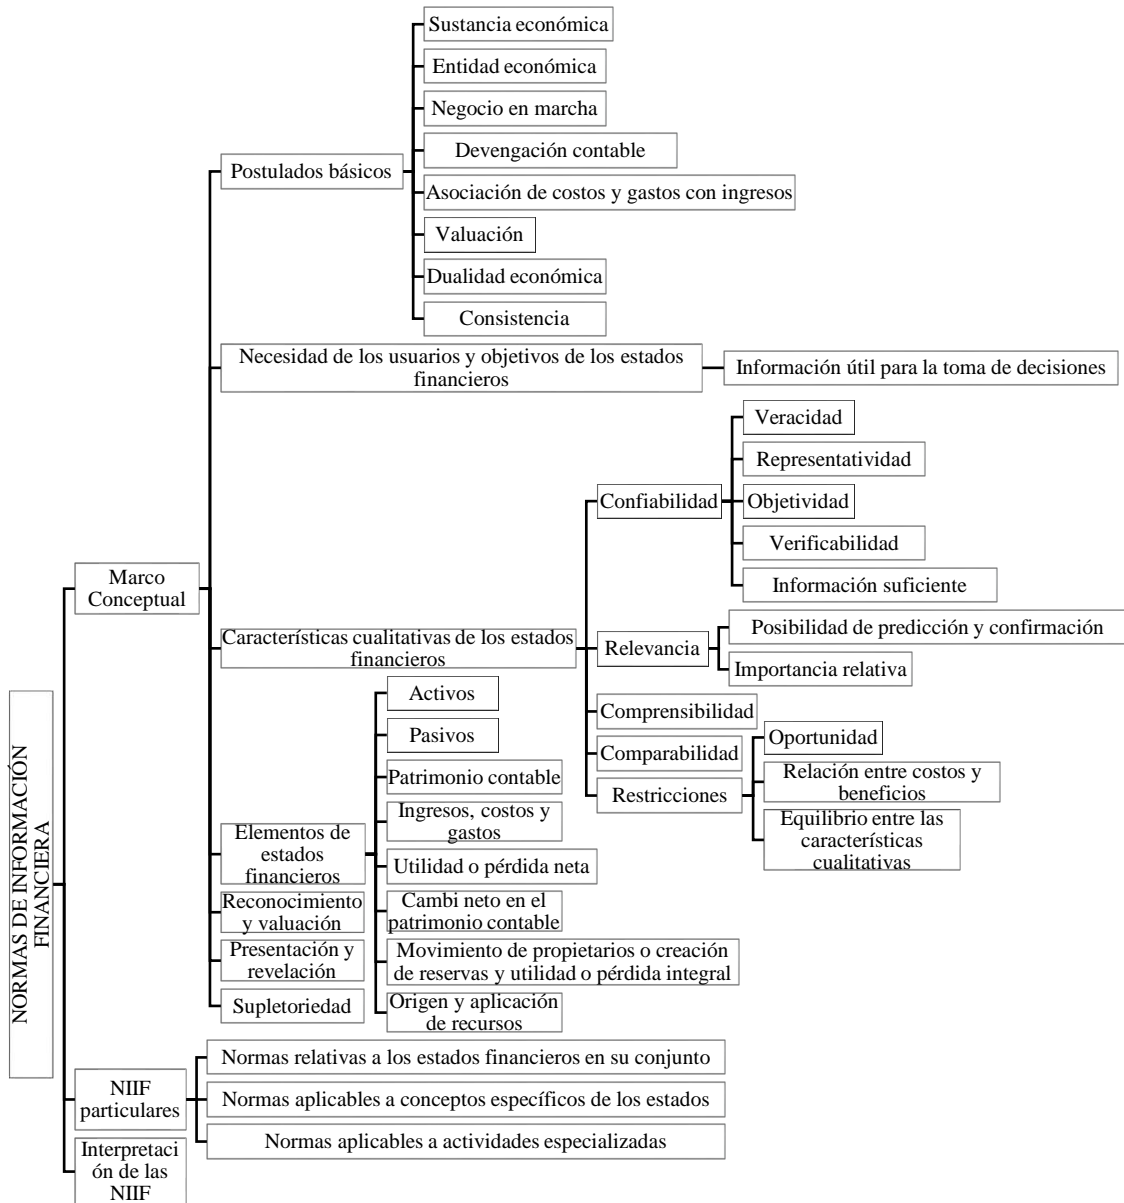 NORMAS DE INFORMACIÓN
FINANCIERA
Marco
Conceptual
Postulados básicos
Sustancia económica
Entidad económica
Negocio en marcha
Devengación contable
Asociación de costos y gastos con ingresos
Valuación
Dualidad económica
Consistencia
Necesidad de los usuarios y objetivos de los estados
financieros
Información útil para la toma de decisiones
Características cualitativas de los estados
financieros
Confiabilidad
Veracidad
Representatividad
Objetividad
Verificabilidad
Información suficiente
Relevancia
Posibilidad de predicción y confirmación
Importancia relativa
Comprensibilidad
Comparabilidad
Restricciones
Oportunidad
Relación entre costos y
beneficios
Equilibrio entre las
características
cualitativas
Elementos de
estados
financieros
Activos
Pasivos
Patrimonio contable
Ingresos, costos y
gastos
Utilidad o pérdida neta
Cambi neto en el
patrimonio contable
Movimiento de propietarios o creación
de reservas y utilidad o pérdida integral
Origen y aplicación
de recursos
Reconocimiento
y valuación
Presentación y
revelación
Supletoriedad
NIIF
particulares
Normas relativas a los estados financieros en su conjunto
Normas aplicables a conceptos específicos de los estados
Normas aplicables a actividades especializadas
Interpretaci
ón de las
NIIF